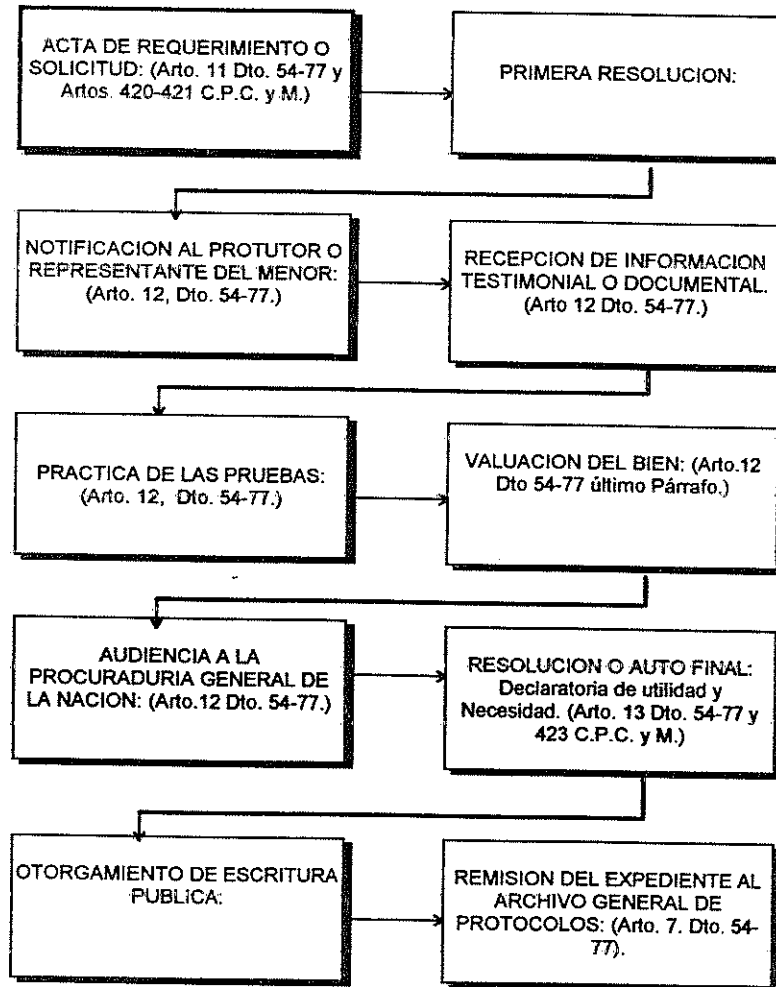 ACTA DE REQUERIMIENTO O
SOLICITUD: (Arto. 11 Dto. 54-77 y
Artos. 420-421 C.P.C. y M.)
PRIMERA RESOLUCION:
NOTIFICACION AL PROTUTOR O
REPRESENTANTE DEL MENOR:
(Arto. 12, Dto. 54-77.)
RECEPCION DE INFORMACION
TESTIMONIAL O DOCUMENTAL.
(Arto 12 Dto. 54-77.)
PRACTICA DE LAS PRUEBAS:
(Arto. 12, Dto. 54-77.)
VALUACION DEL BIEN: (Arto.12
Dto 54-77 último Párrafo.)
AUDIENCIA A LA
PROCURADURIA GENERAL DE
LA NACION: (Arto.12 Dto. 54-77.)
RESOLUCION O AUTO FINAL:
Declaratoria de utilidad y
Necesidad. (Arto. 13 Dto. 54-77 y
423 C.P.C. y M.)
OTORGAMIENTO DE ESCRITURA
PUBLICA:
REMISION DEL EXPEDIENTE AL
ARCHIVO GENERAL DE
PROTOCOLOS: (Arto. 7. Dto. 54-
77).